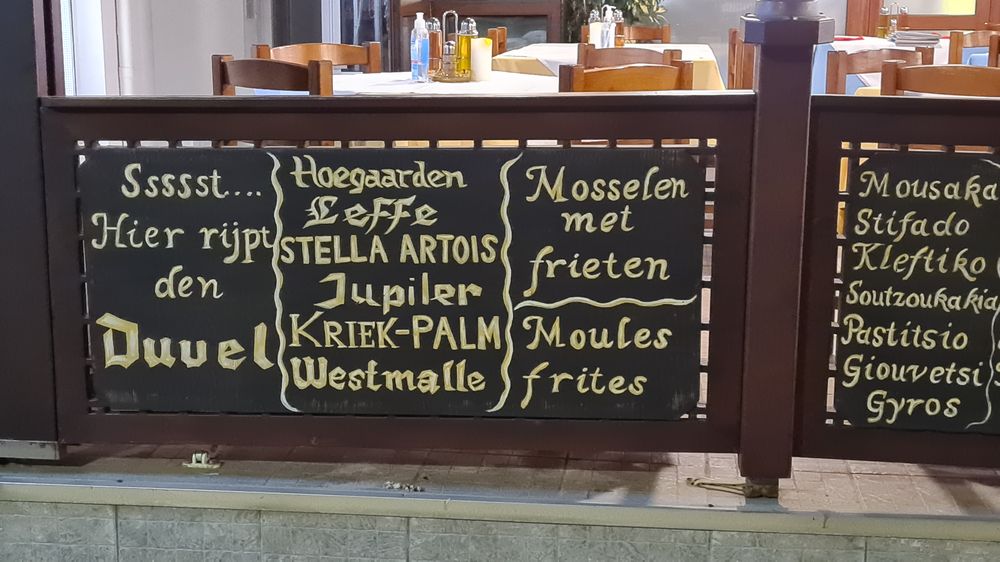 Ssssst....
Hier rijpt
den
Duvel
Hoegaarden
Leffe
STELLA ARTOIS
Jupiler
KRIEK-PALM
Westmalle
Mosselen
met
frieten
Moules
frites
Mousaka
Stifado
Kleftiko
Soutzoukakia
Pastitsio
Giouvetsi
Gyros